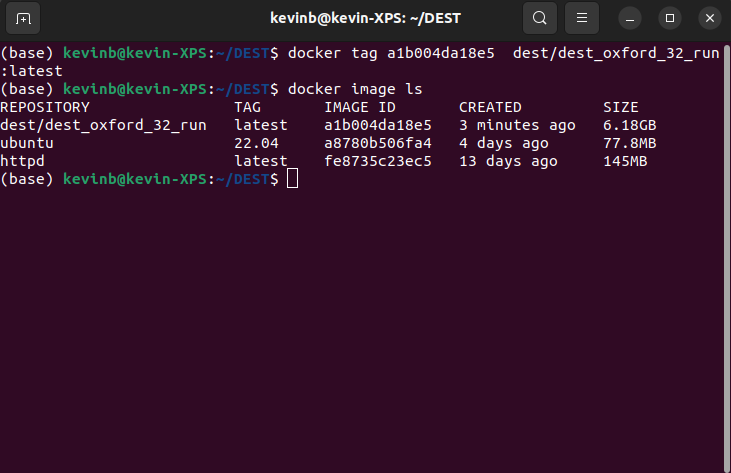 kevinb@kevin-XPS: ~/DEST
(base) kevinb@kevin-XPS:~/DEST$ docker tag a1b004da18e5  dest/dest_oxford_32_run
:latest
(base) kevinb@kevin-XPS:~/DEST$ docker image ls
REPOSITORY                TAG       IMAGE ID       CREATED         SIZE
dest/dest_oxford_32_run   latest    a1b004da18e5   3 minutes ago   6.18GB
ubuntu                    22.04     a8780b506fa4   4 days ago      77.8MB
httpd                     latest    fe8735c23ec5   13 days ago     145MB
(base) kevinb@kevin-XPS:~/DEST$